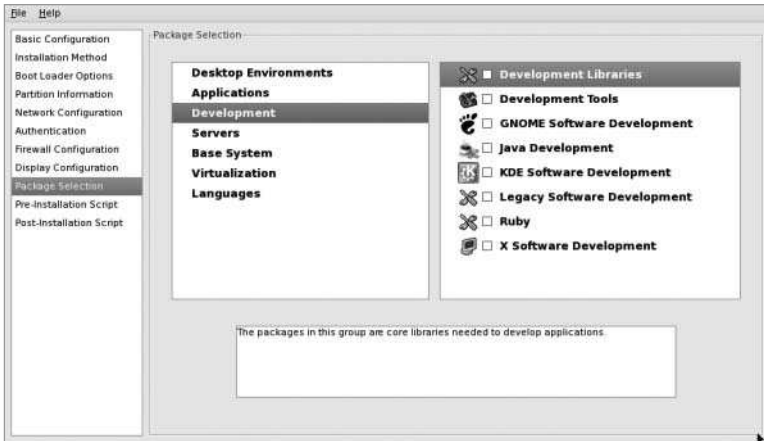 File Help
Package Selection
Basic Configuration
Installation Method
Boot Loader Options
Partition Information
Network Configuration
Authentication
Firewall Configuration
Display Configuration
Package Selection
Pre-Installation Script
Post-Installation Script
Desktop Environments
Applications
Development
Servers
Base System
Virtualization
Languages
Development Libraries
Development Tools
GNOME Software Development
Java Development
KDE Software Development
Legacy Software Development
Ruby
X Software Development
The packages in this group are core libraries needed to develop applications.